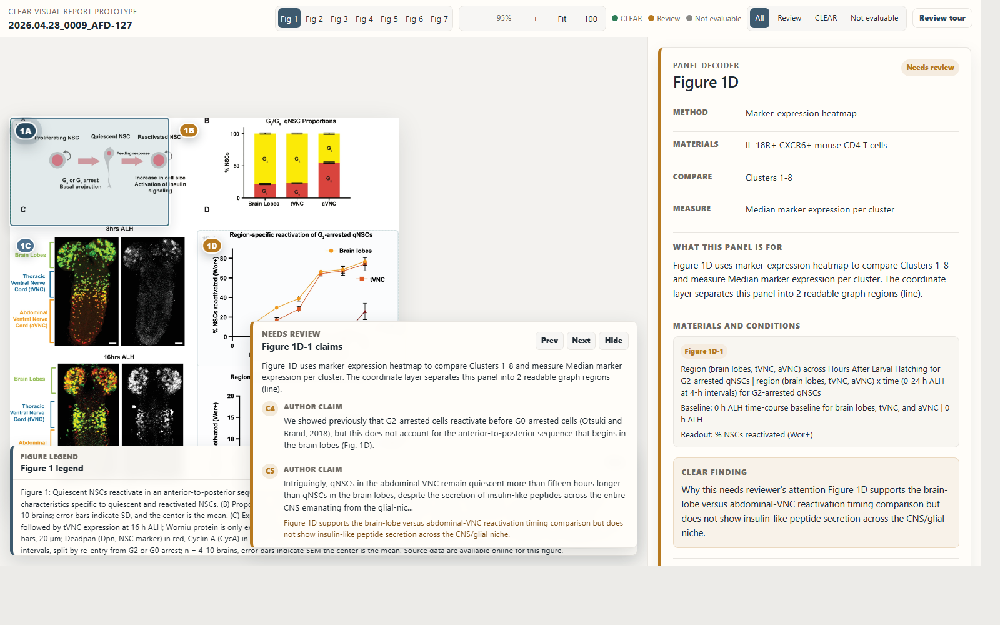 CLEAR VISUAL REPORT PROTOTYPE
2026.04.28_0009_AFD-127
Fig 1 Fig 2 Fig 3 Fig 4 Fig 5 Fig 6 Fig 7
- 95% + Fit 100
CLEAR Review Not evaluable
All Review CLEAR Not evaluable
Review tour
1A
Proliferating NSC Quiescent NSC Reactivated NSC
Feeding response
G0 or G2 arrest
Basal projection
Increase in cell size
Activation of insulin
signaling
1B
B
G2/G0 qNSC Proportions
% NSCs
100
50
0
G2 G2 G2
G0 G0 G0
Brain Lobes tVNC aVNC
C
8hrs ALH
1C
Brain Lobes
Thoracic
Ventral Nerve
Cord (tVNC)
Abdominal
Ventral Nerve
Cord (aVNC)
16hrs ALH
Brain Lobes
Thoracic
Ventral Nerve
Cord (tVNC)
Abdominal
D
1D
Region-specific reactivation of G2-arrested qNSCs
Brain lobes
tVNC
% NSCs reactivated (Wor+)
80
60
40
20
0
0
Region
20
15
10
ctivated (Wor+)
FIGURE LEGEND
Figure 1 legend
Figure 1: Quiescent NSCs reactivate in an anterior-to-posterior seq
characteristics specific to quiescent and reactivated NSCs. (B) Propo
10 brains; error bars indicate SD, and the center is the mean. (C) Ex
followed by tVNC expression at 16 h ALH; Worniu protein is only ex
bars, 20 µm; Deadpan (Dpn, NSC marker) in red, Cyclin A (CycA) in
intervals, split by re-entry from G2 or G0 arrest; n = 4-10 brains, error bars indicate SEM the center is the mean. Source data are available online for this figure.
NEEDS REVIEW
Figure 1D-1 claims
Prev Next Hide
Figure 1D uses marker-expression heatmap to compare Clusters 1-8 and measure Median marker
expression per cluster. The coordinate layer separates this panel into 2 readable graph regions
(line).
C4 AUTHOR CLAIM
We showed previously that G2-arrested cells reactivate before G0-arrested cells (Otsuki and
Brand, 2018), but this does not account for the anterior-to-posterior sequence that begins in
the brain lobes (Fig. 1D).
C5 AUTHOR CLAIM
Intriguingly, qNSCs in the abdominal VNC remain quiescent more than fifteen hours longer
than qNSCs in the brain lobes, despite the secretion of insulin-like peptides across the entire
CNS emanating from the glial-nic...
Figure 1D supports the brain-lobe versus abdominal-VNC reactivation timing comparison but does
not show insulin-like peptide secretion across the CNS/glial niche.
PANEL DECODER
Figure 1D
Needs review
METHOD Marker-expression heatmap
MATERIALS IL-18R+ CXCR6+ mouse CD4 T cells
COMPARE Clusters 1-8
MEASURE Median marker expression per cluster
WHAT THIS PANEL IS FOR
Figure 1D uses marker-expression heatmap to compare Clusters 1-8
and measure Median marker expression per cluster. The coordinate
layer separates this panel into 2 readable graph regions (line).
MATERIALS AND CONDITIONS
Figure 1D-1
Region (brain lobes, tVNC, aVNC) across Hours After Larval Hatching for
G2-arrested qNSCs | region (brain lobes, tVNC, aVNC) x time (0-24 h ALH
at 4-h intervals) for G2-arrested qNSCs
Baseline: 0 h ALH time-course baseline for brain lobes, tVNC, and aVNC | 0
h ALH
Readout: % NSCs reactivated (Wor+)
CLEAR FINDING
Why this needs reviewer's attention Figure 1D supports the brain-
lobe versus abdominal-VNC reactivation timing comparison but
does not show insulin-like peptide secretion across the CNS/glial
niche.